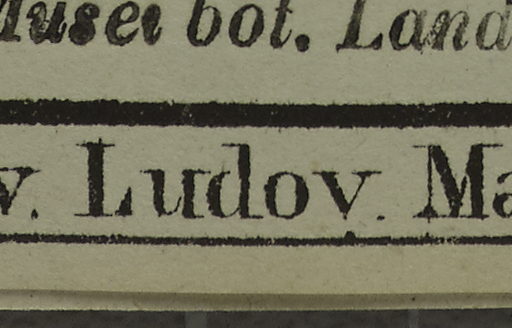 Musei bot. Land
v. Ludov. Ma